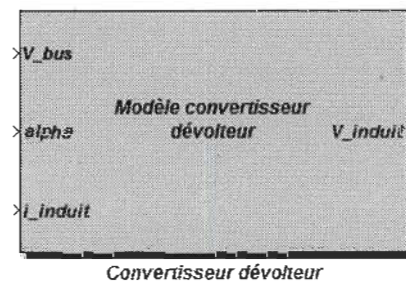 V_bus
Modèle convertisseur
alpha dévolteur V_induit
i_induit
Convertisseur dévolteur